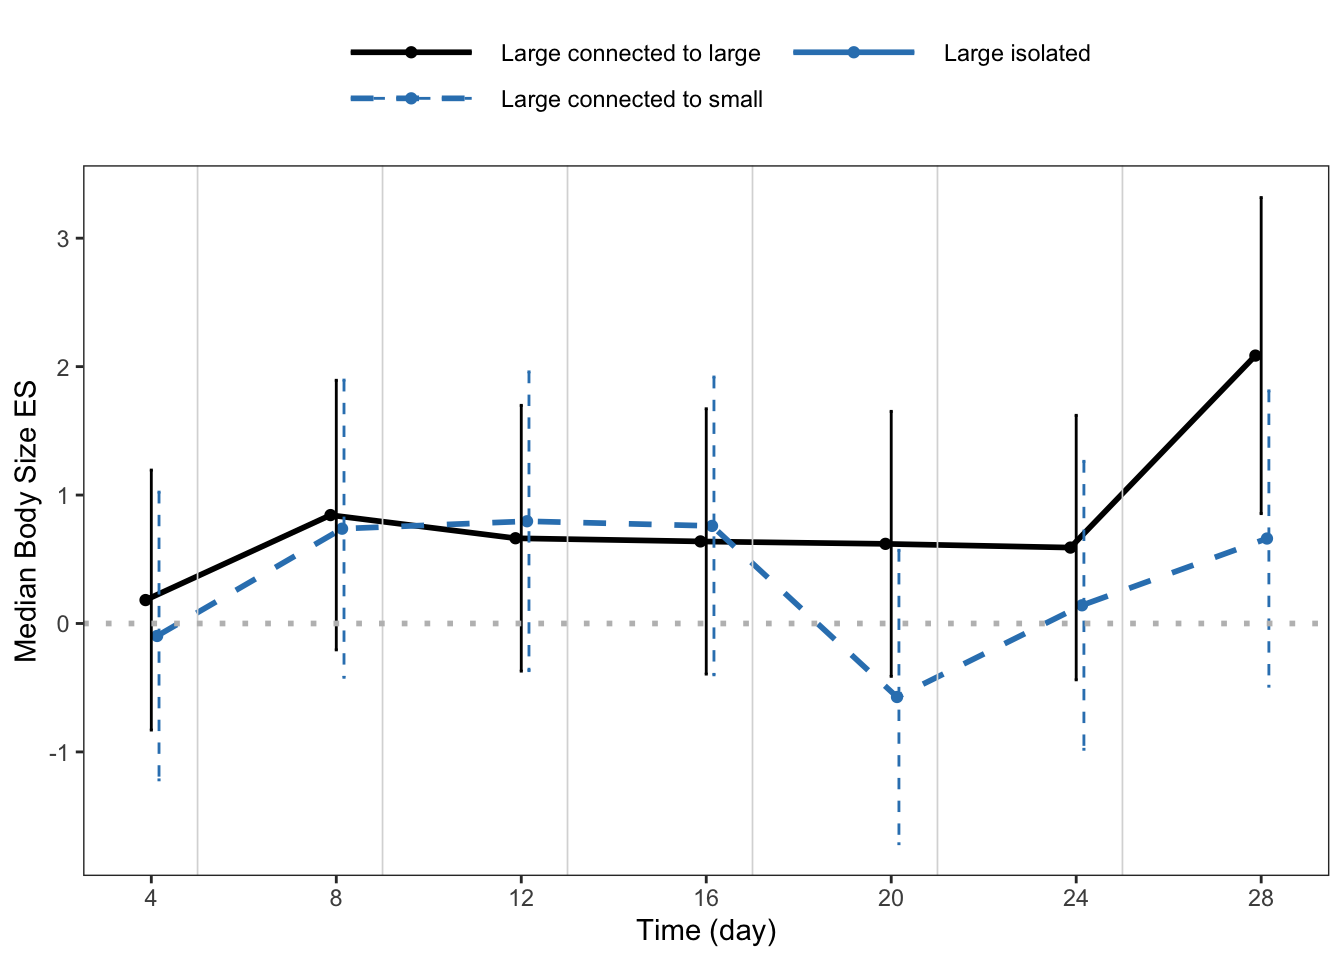 Large connected to large
Large isolated
Large connected to small
Median Body Size ES
3
2
1
0
-1
4 8 12 16 20 24 28
Time (day)